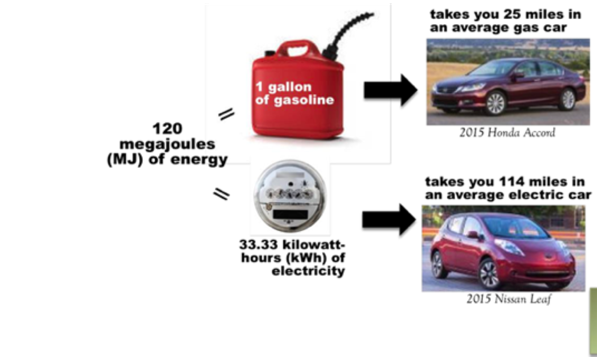 takes you 25 miles in
an average gas car
1 gallon
of gasoline
2015 Honda Accord
120
megajoules
(MJ) of energy
=
=
takes you 114 miles in
an average electric car
33.33 kilowatt-
hours (kWh) of
electricity
2015 Nissan Leaf